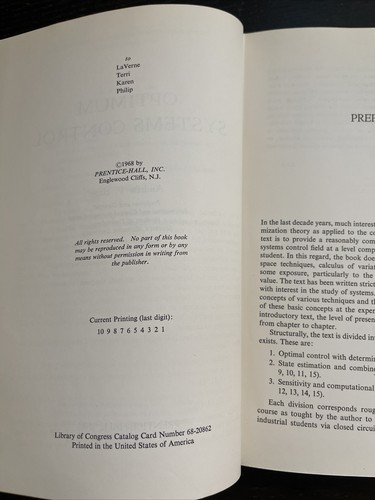 to
LaVerne
Terri
Karen
Philip
©1968 by
PRENTICE-HALL, INC.
Englewood Cliffs, N.J.
All rights reserved. No part of this book
may be reproduced in any form or by any
means without permission in writing from
the publisher.
Current Printing (last digit):
10 9 8 7 6 5 4 3 2 1
Library of Congress Catalog Card Number 68-20862
Printed in the United States of America
PREF
In the last decade years, much interest
mization theory as applied to the co
text is to provide a reasonably com
systems control field at a level comp
student. In this regard, the book doe
space techniques, calculus of variat
some exposure, particularly to the
value. The text has been written strict
with interest in the study of systems.
concepts of various techniques and th
of these basic concepts at the exper
introductory text, the level of presen
from chapter to chapter.
Structurally, the text is divided in
exists. These are:
1. Optimal control with determin
2. State estimation and combin
9, 10, 11, 15).
3. Sensitivity and computational
12, 13, 14, 15).
Each division corresponds roug
course as taught by the author to
industrial students via closed circui